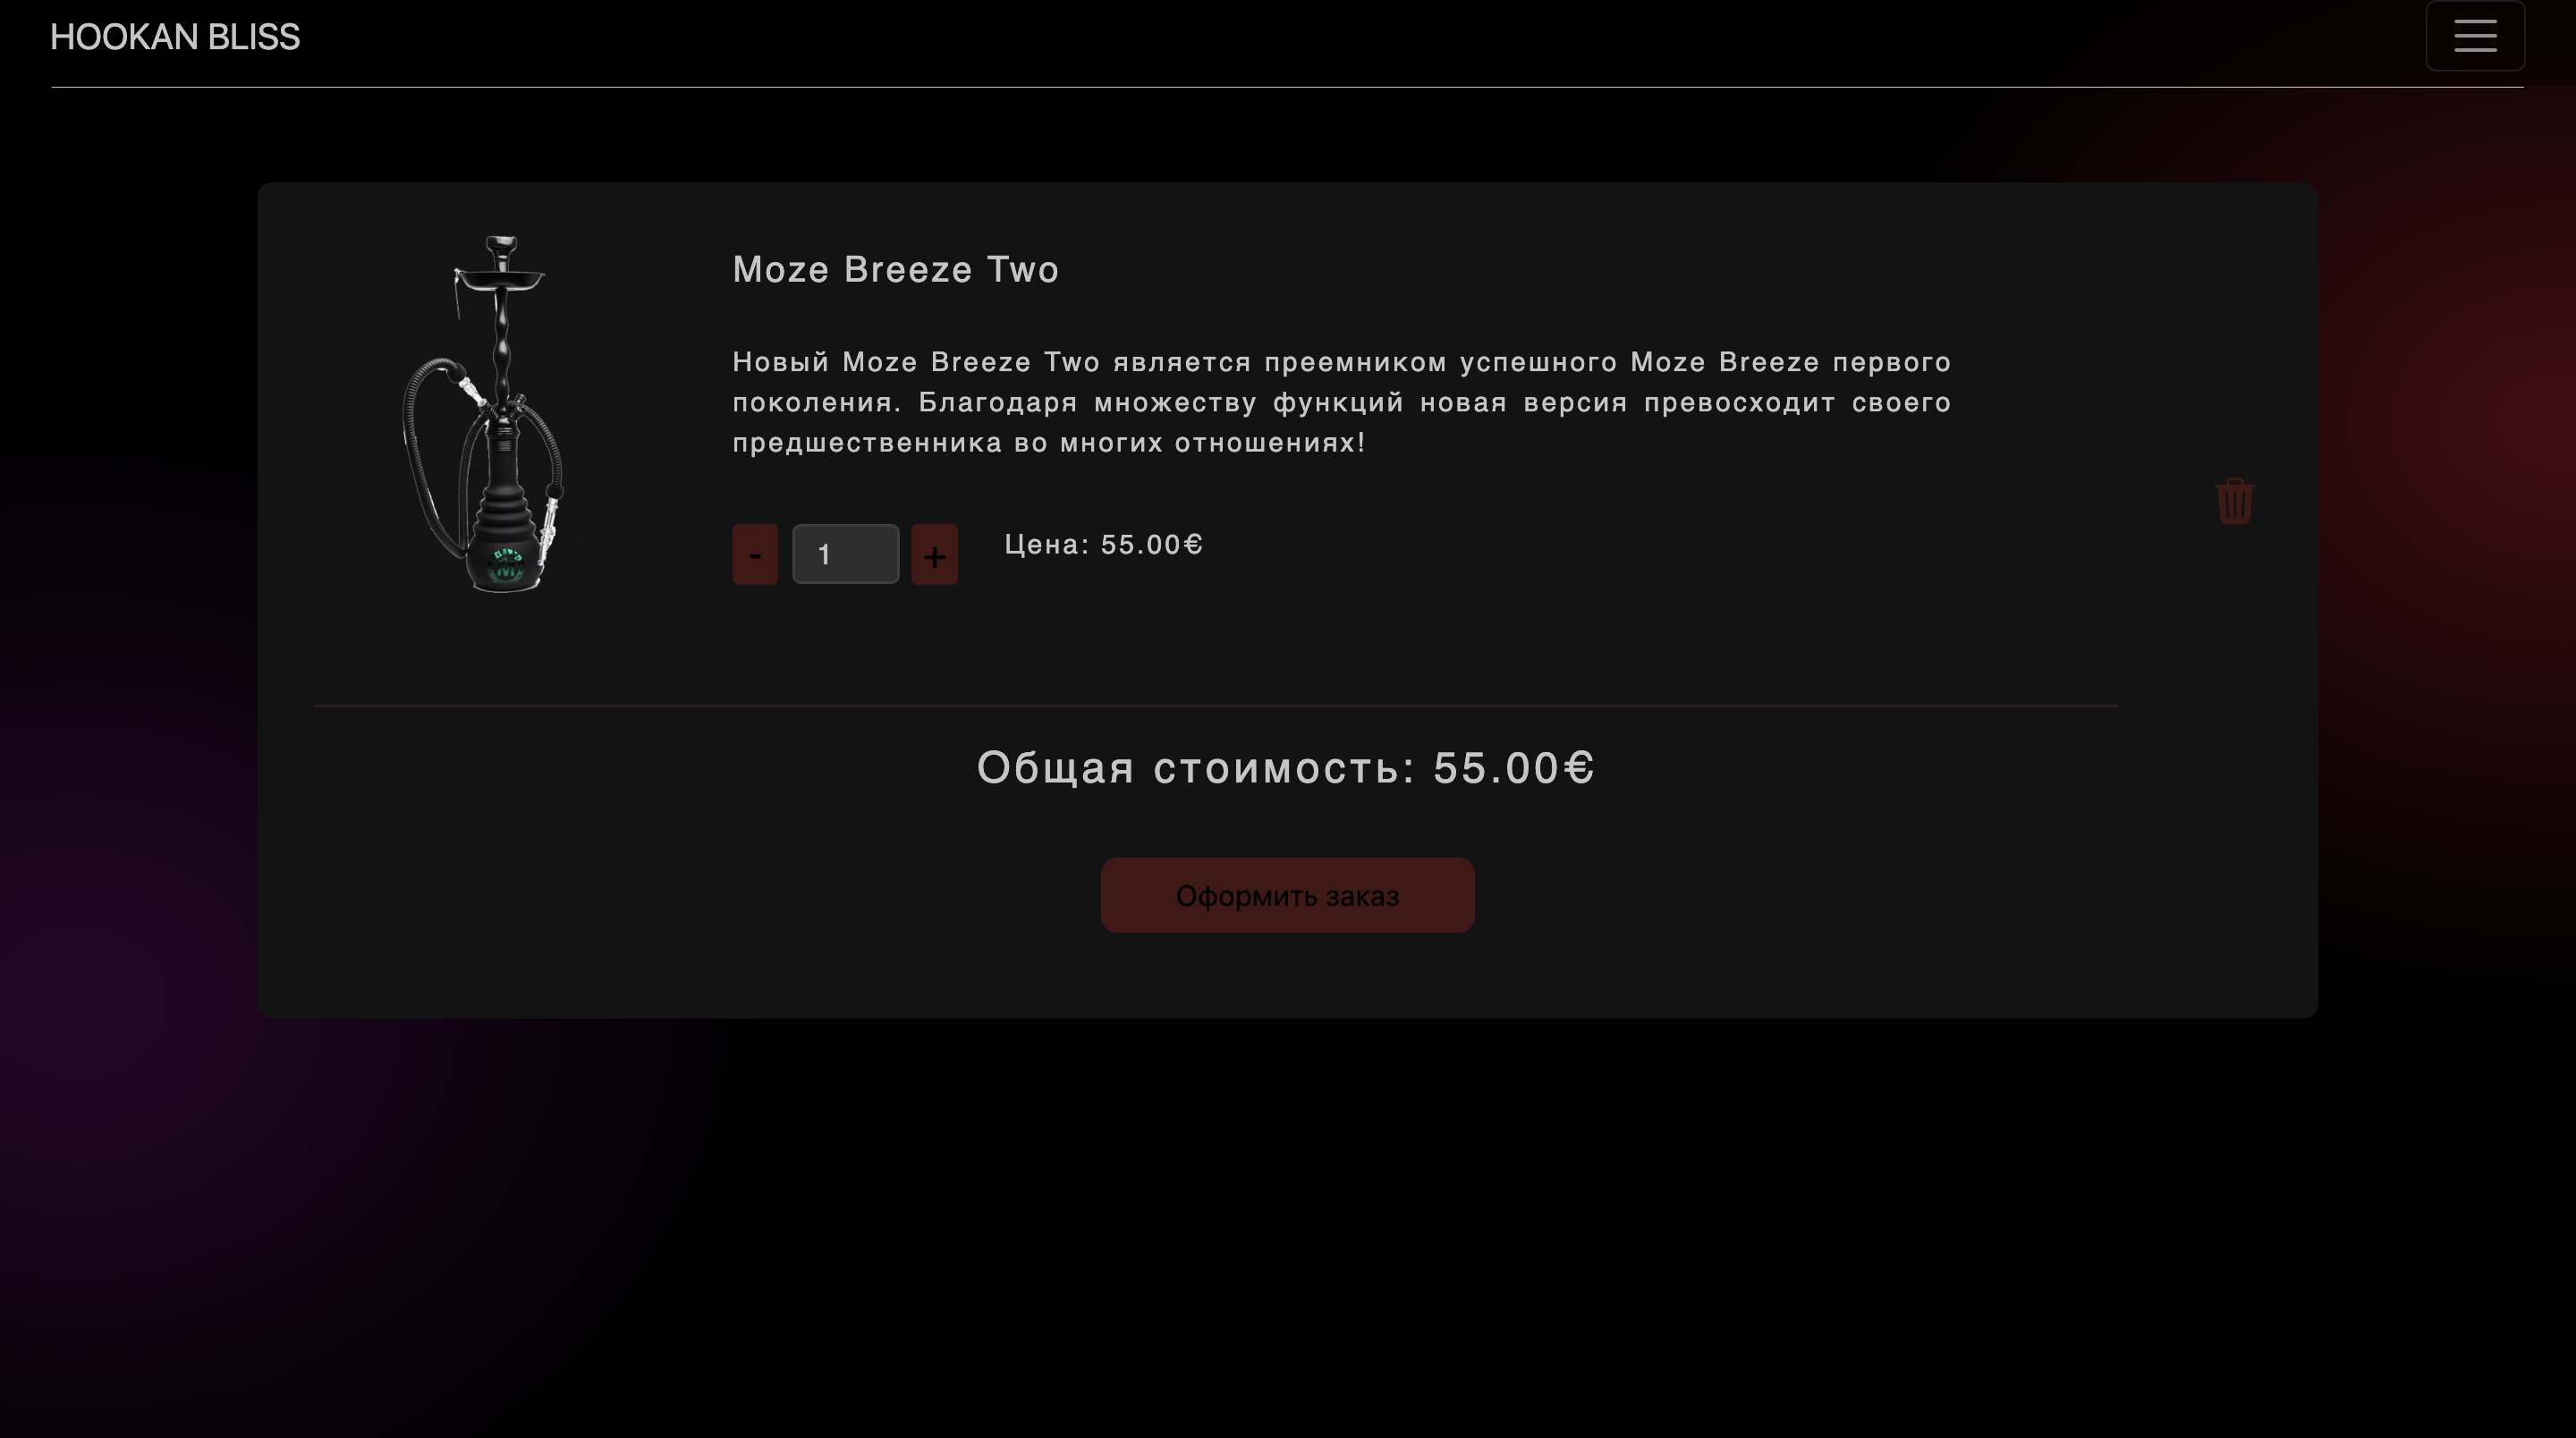 HOOKAN BLISS
Moze Breeze Two
Новый Moze Breeze Two является преемником успешного Moze Breeze первого
поколения. Благодаря множеству функций новая версия превосходит своего
предшественника во многих отношениях!
- 1 + Цена: 55.00€
Общая стоимость: 55.00€
Оформить заказ